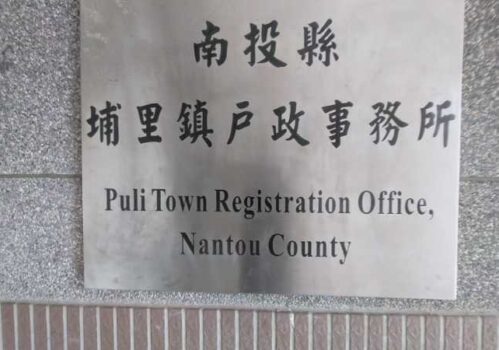 南投縣
埔里鎮戶政事務所
Puli Town Registration Office,
Nantou County